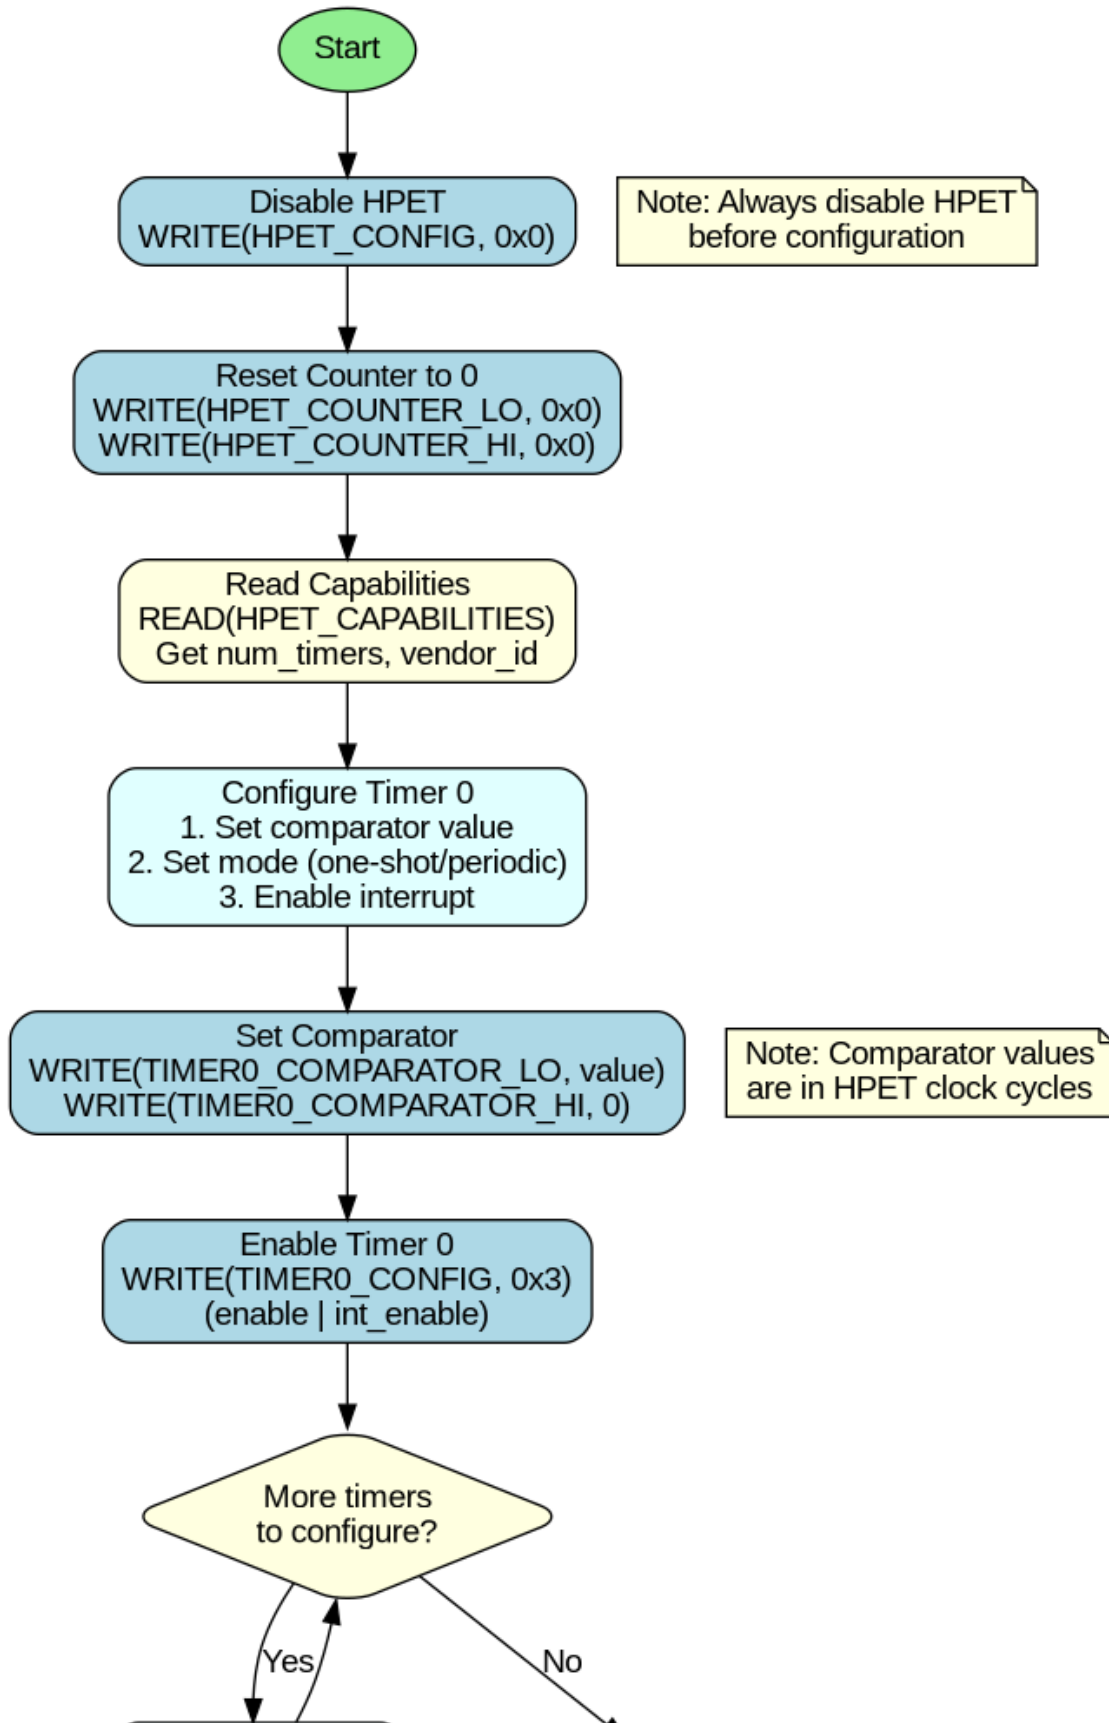 Start
Disable HPET
WRITE(HPET_CONFIG, 0x0)
Note: Always disable HPET
before configuration
Reset Counter to 0
WRITE(HPET_COUNTER_LO, 0x0)
WRITE(HPET_COUNTER_HI, 0x0)
Read Capabilities
READ(HPET_CAPABILITIES)
Get num_timers, vendor_id
Configure Timer 0
1. Set comparator value
2. Set mode (one-shot/periodic)
3. Enable interrupt
Set Comparator
WRITE(TIMER0_COMPARATOR_LO, value)
WRITE(TIMER0_COMPARATOR_HI, 0)
Note: Comparator values
are in HPET clock cycles
Enable Timer 0
WRITE(TIMER0_CONFIG, 0x3)
(enable | int_enable)
More timers
to configure?
Yes
No